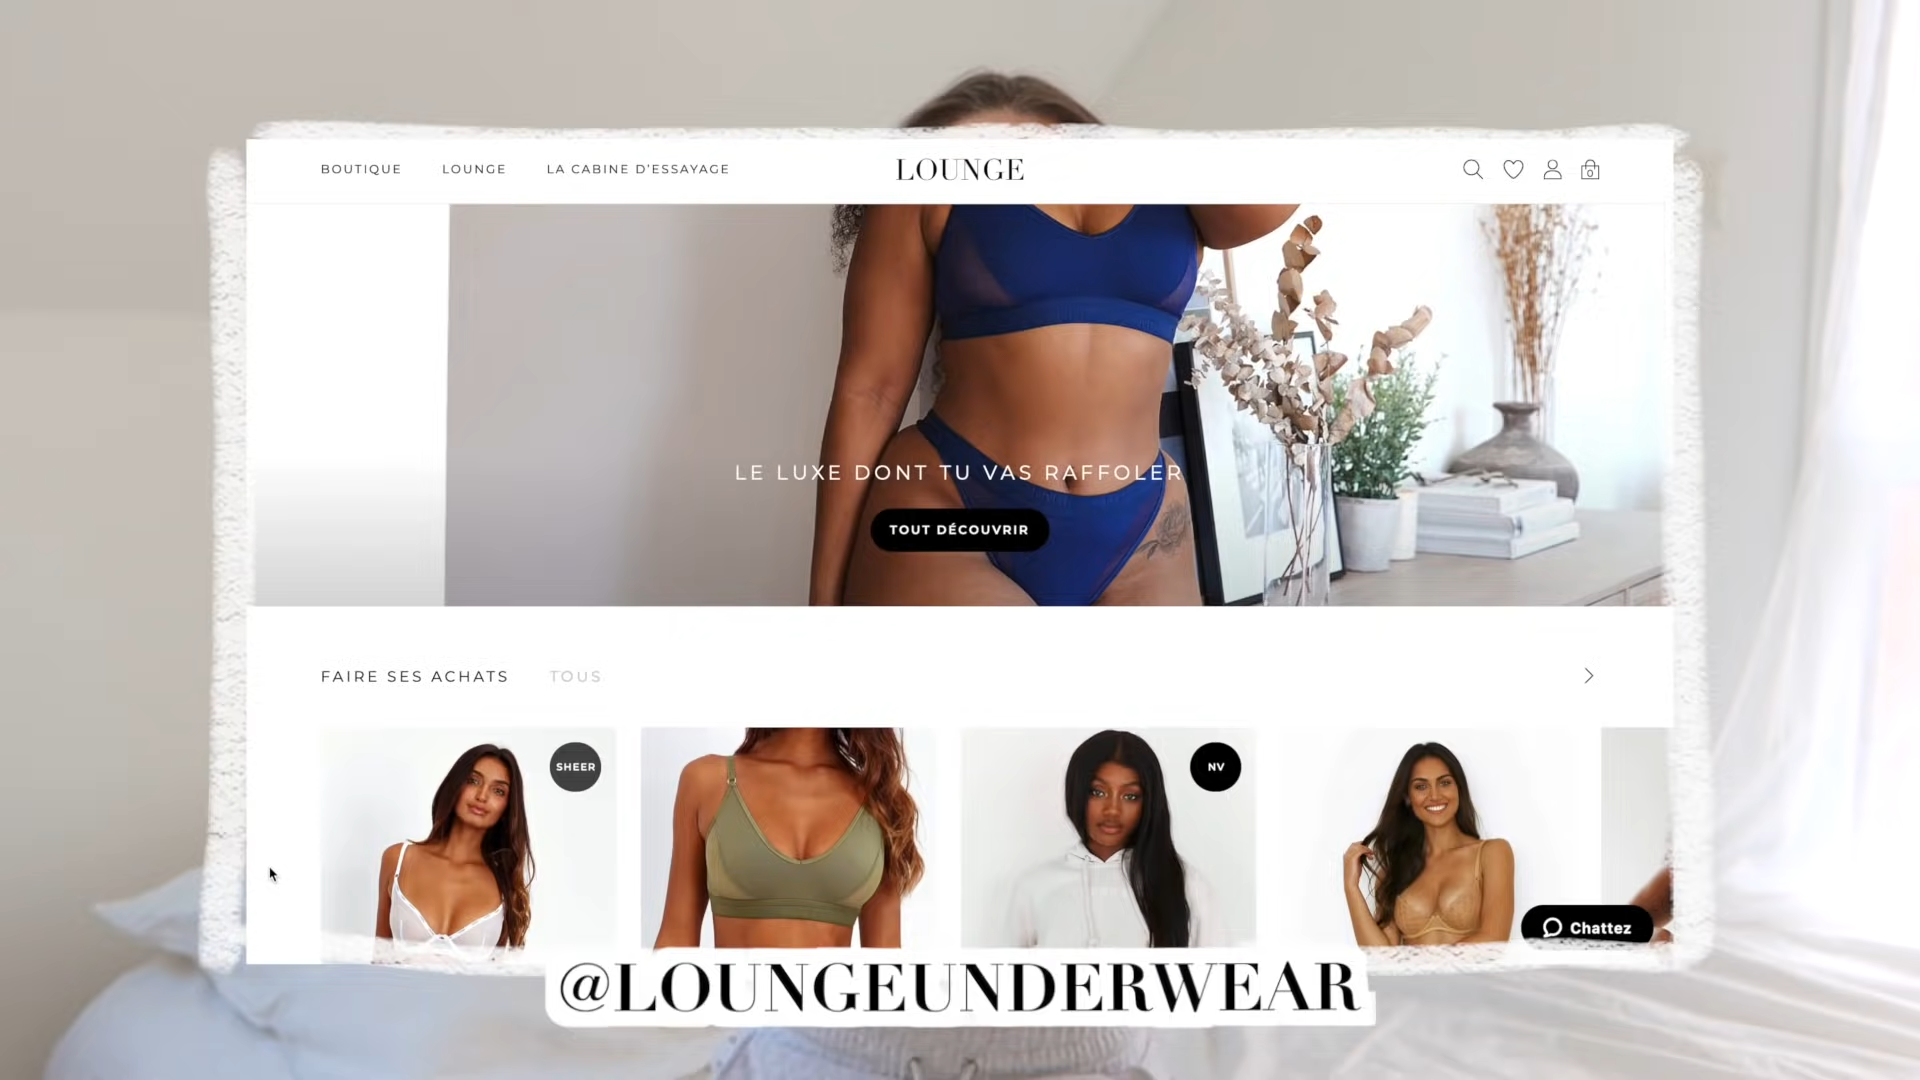 BOUTIQUE LOUNGE LA CABINE D'ESSAYAGE LOUNGE 0
LE LUXE DONT TU VAS RAFFOLER
TOUT DÉCOUVRIR
FAIRE SES ACHATS TOUS
SHEER
NV
Chattez
@LOUNGEUNDERWEAR